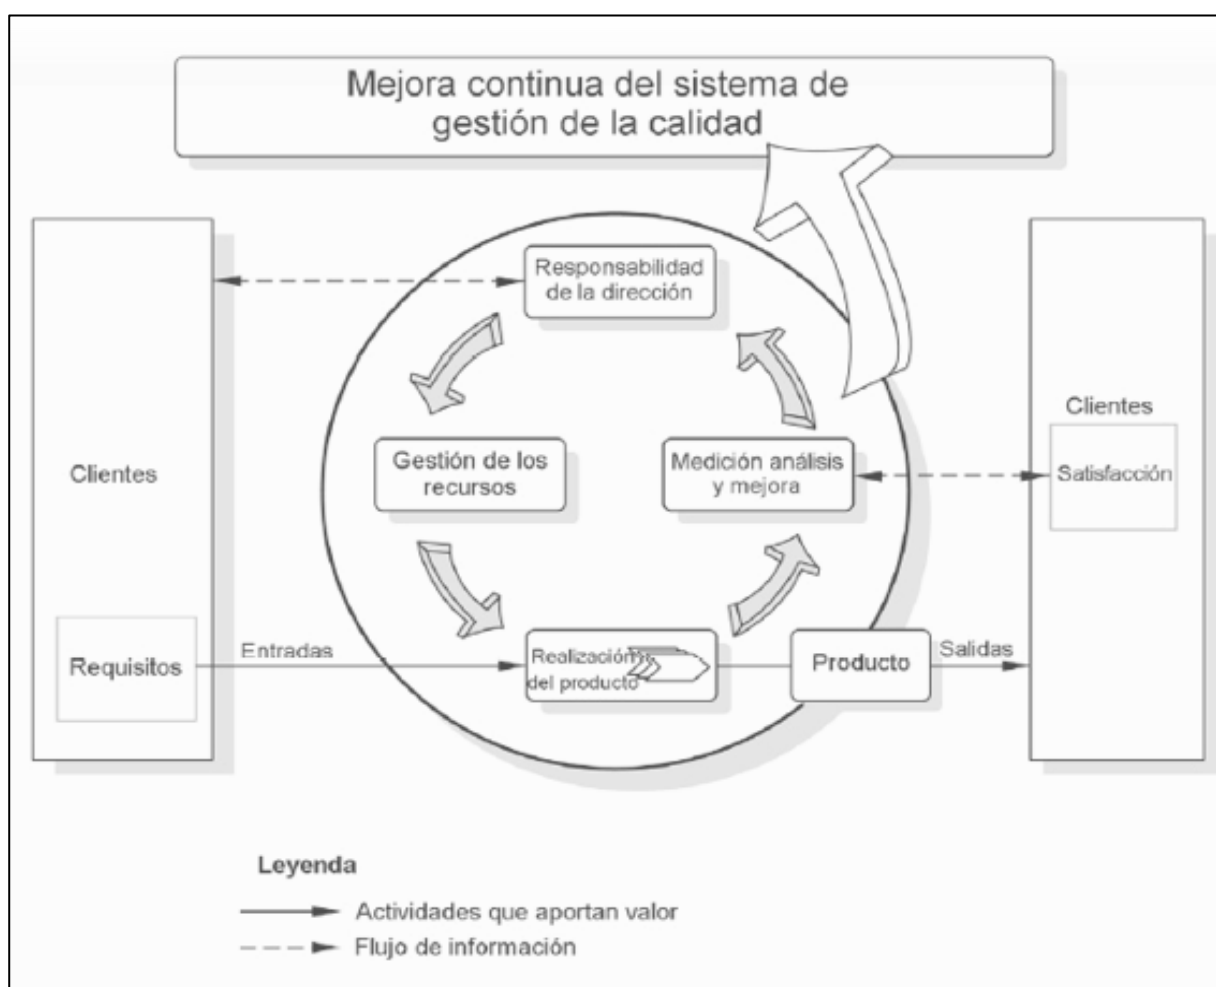 Mejora continua del sistema de
gestión de la calidad
Responsabilidad
de la dirección
Clientes
Gestión de los
recursos
Medición análisis
y mejora
Clientes
Satisfacción
Requisitos
Entradas
Realización
del producto
Producto
Salidas
Leyenda
Actividades que aportan valor
Flujo de información